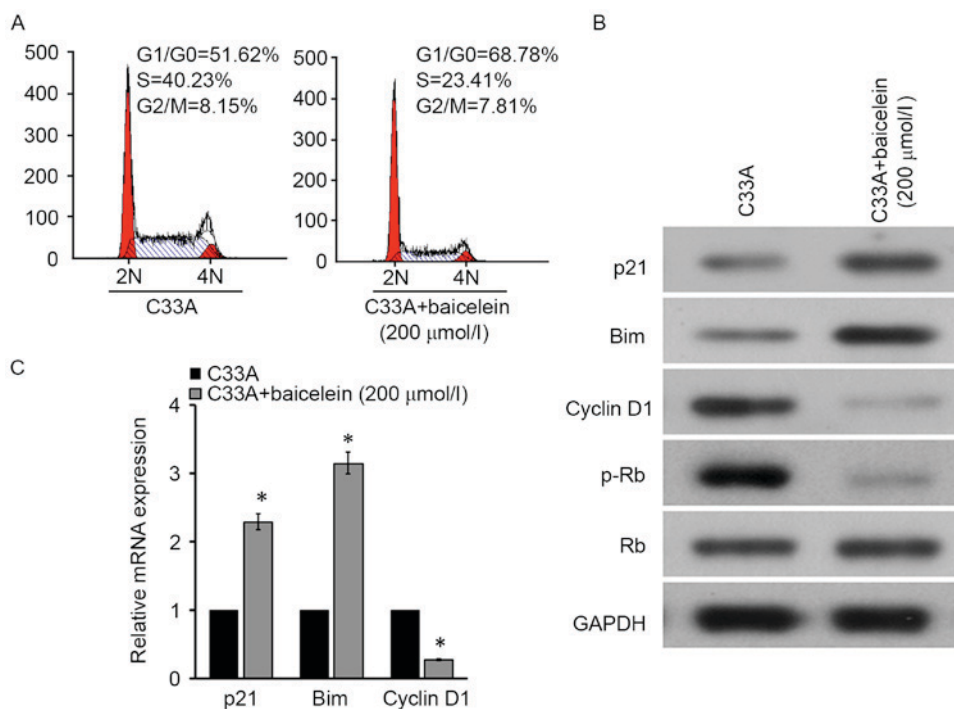 A
500
400
300
200
100
0
G1/G0=51.62%
S=40.23%
G2/M=8.15%
2N
4N
C33A
500
400
300
200
100
0
G1/G0=68.78%
S=23.41%
G2/M=7.81%
2N
4N
C33A+baicelein
(200 μmol/l)
B
C33A
C33A+baicelein
(200 μmol/l)
p21
Bim
Cyclin D1
p-Rb
Rb
GAPDH
C
C33A
C33A+baicelein (200 μmol/l)
Relative mRNA expression
4
3
2
1
0
*
*
*
p21
Bim
Cyclin D1